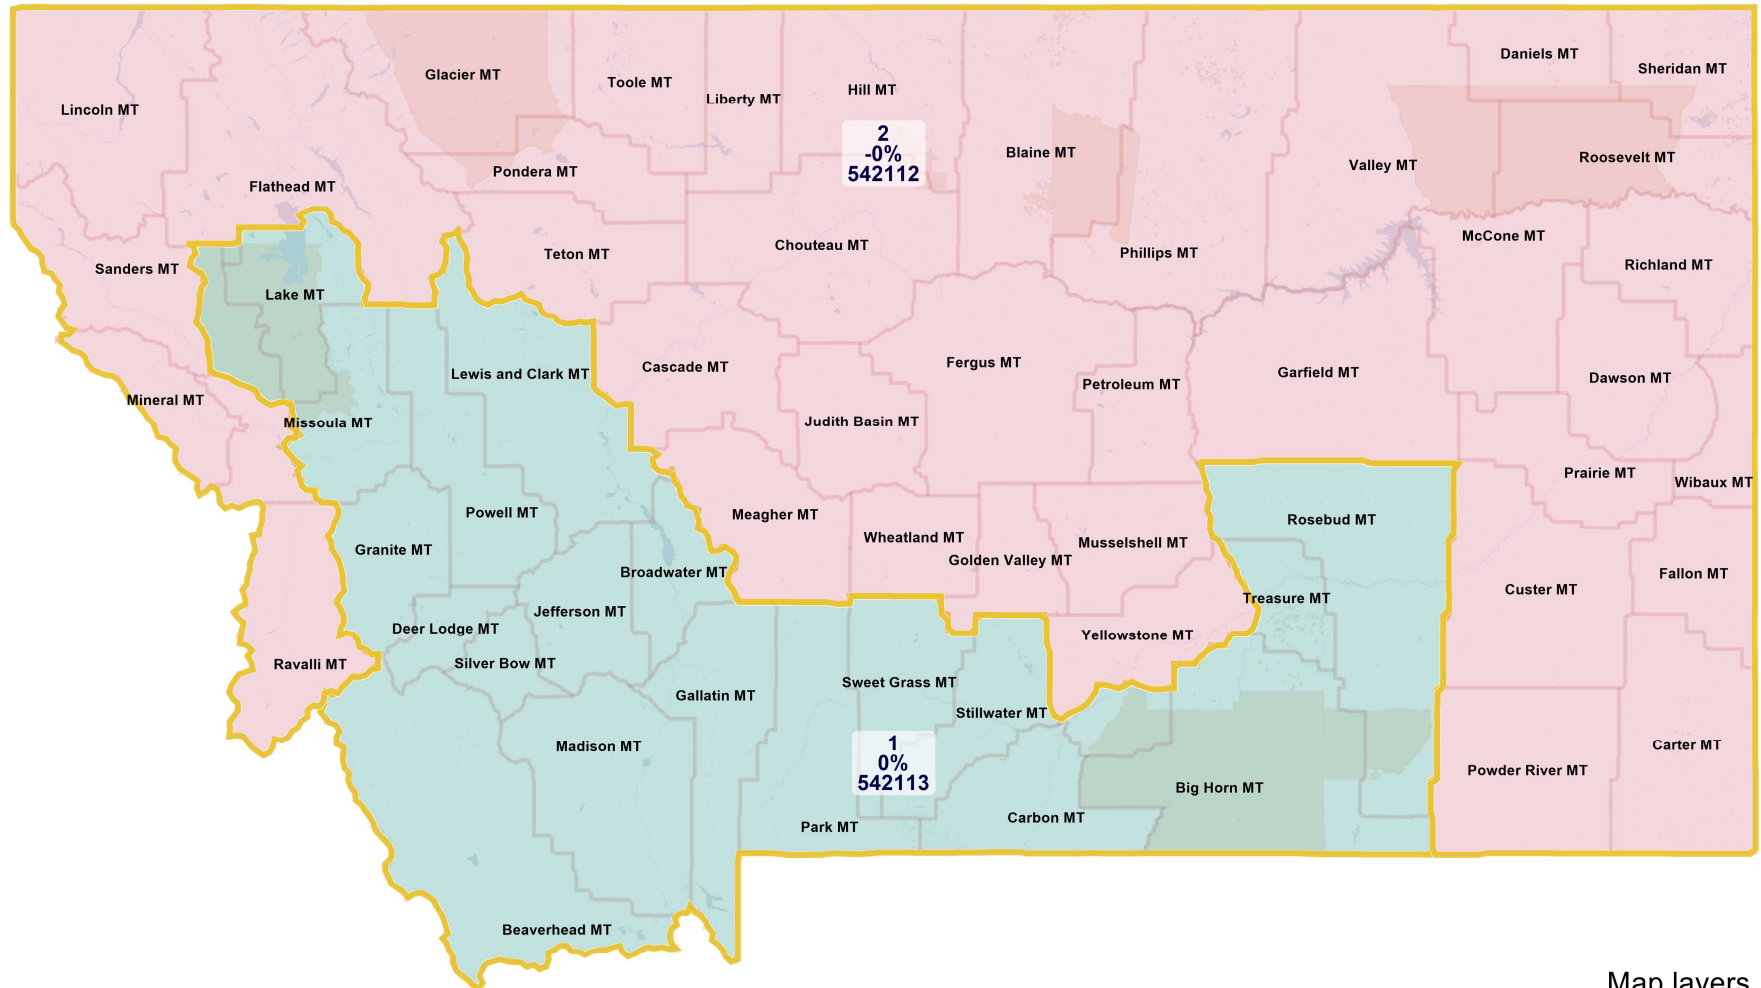 Daniels MT
Sheridan MT
Glacier MT
Toole MT
Hill MT
Liberty MT
Lincoln MT
2
-0%
542112
Blaine MT
Roosevelt MT
Valley MT
Pondera MT
Flathead MT
McCone MT
Chouteau MT
Teton MT
Phillips MT
Richland MT
Sanders MT
Lake MT
Fergus MT
Cascade MT
Garfield MT
Lewis and Clark MT
Dawson MT
Petroleum MT
Mineral MT
Judith Basin MT
Missoula MT
Prairie MT
Wibaux MT
Powell MT
Meagher MT
Rosebud MT
Wheatland MT
Musselshell MT
Granite MT
Golden Valley MT
Broadwater MT
Fallon MT
Custer MT
Treasure MT
Jefferson MT
Deer Lodge MT
Yellowstone MT
Silver Bow MT
Ravalli MT
Sweet Grass MT
Gallatin MT
Stillwater MT
Madison MT
Carter MT
1
0%
542113
Powder River MT
Big Horn MT
Carbon MT
Park MT
Beaverhead MT
Map layers